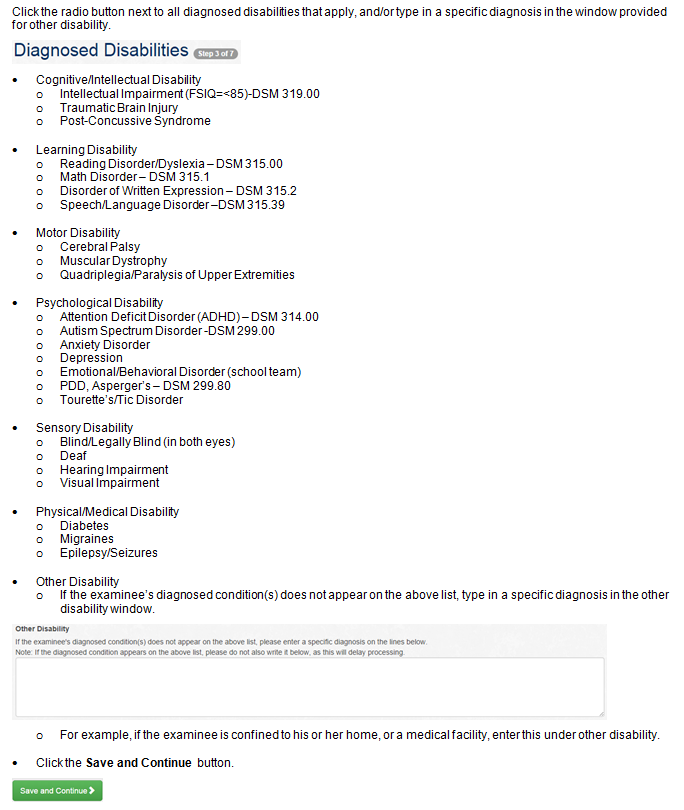 Click the radio button next to all diagnosed disabilities that apply, and/or type in a specific diagnosis in the window provided
for other disability.
Diagnosed Disabilities Step 3 of 7
• Cognitive/Intellectual Disability
o Intellectual Impairment (FSIQ=<85)-DSM 319.00
o Traumatic Brain Injury
o Post-Concussive Syndrome
• Learning Disability
o Reading Disorder/Dyslexia – DSM 315.00
o Math Disorder – DSM 315.1
o Disorder of Written Expression – DSM 315.2
o Speech/Language Disorder –DSM 315.39
• Motor Disability
o Cerebral Palsy
o Muscular Dystrophy
o Quadriplegia/Paralysis of Upper Extremities
• Psychological Disability
o Attention Deficit Disorder (ADHD) – DSM 314.00
o Autism Spectrum Disorder -DSM 299.00
o Anxiety Disorder
o Depression
o Emotional/Behavioral Disorder (school team)
o PDD, Asperger's – DSM 299.80
o Tourette's/Tic Disorder
• Sensory Disability
o Blind/Legally Blind (in both eyes)
o Deaf
o Hearing Impairment
o Visual Impairment
• Physical/Medical Disability
o Diabetes
o Migraines
o Epilepsy/Seizures
• Other Disability
o If the examinee's diagnosed condition(s) does not appear on the above list, type in a specific diagnosis in the other
disability window.
Other Disability
If the examinee's diagnosed condition(s) does not appear on the above list, please enter a specific diagnosis on the lines below.
Note: If the diagnosed condition appears on the above list, please do not also write it below, as this will delay processing.
o For example, if the examinee is confined to his or her home, or a medical facility, enter this under other disability.
• Click the Save and Continue button.
Save and Continue